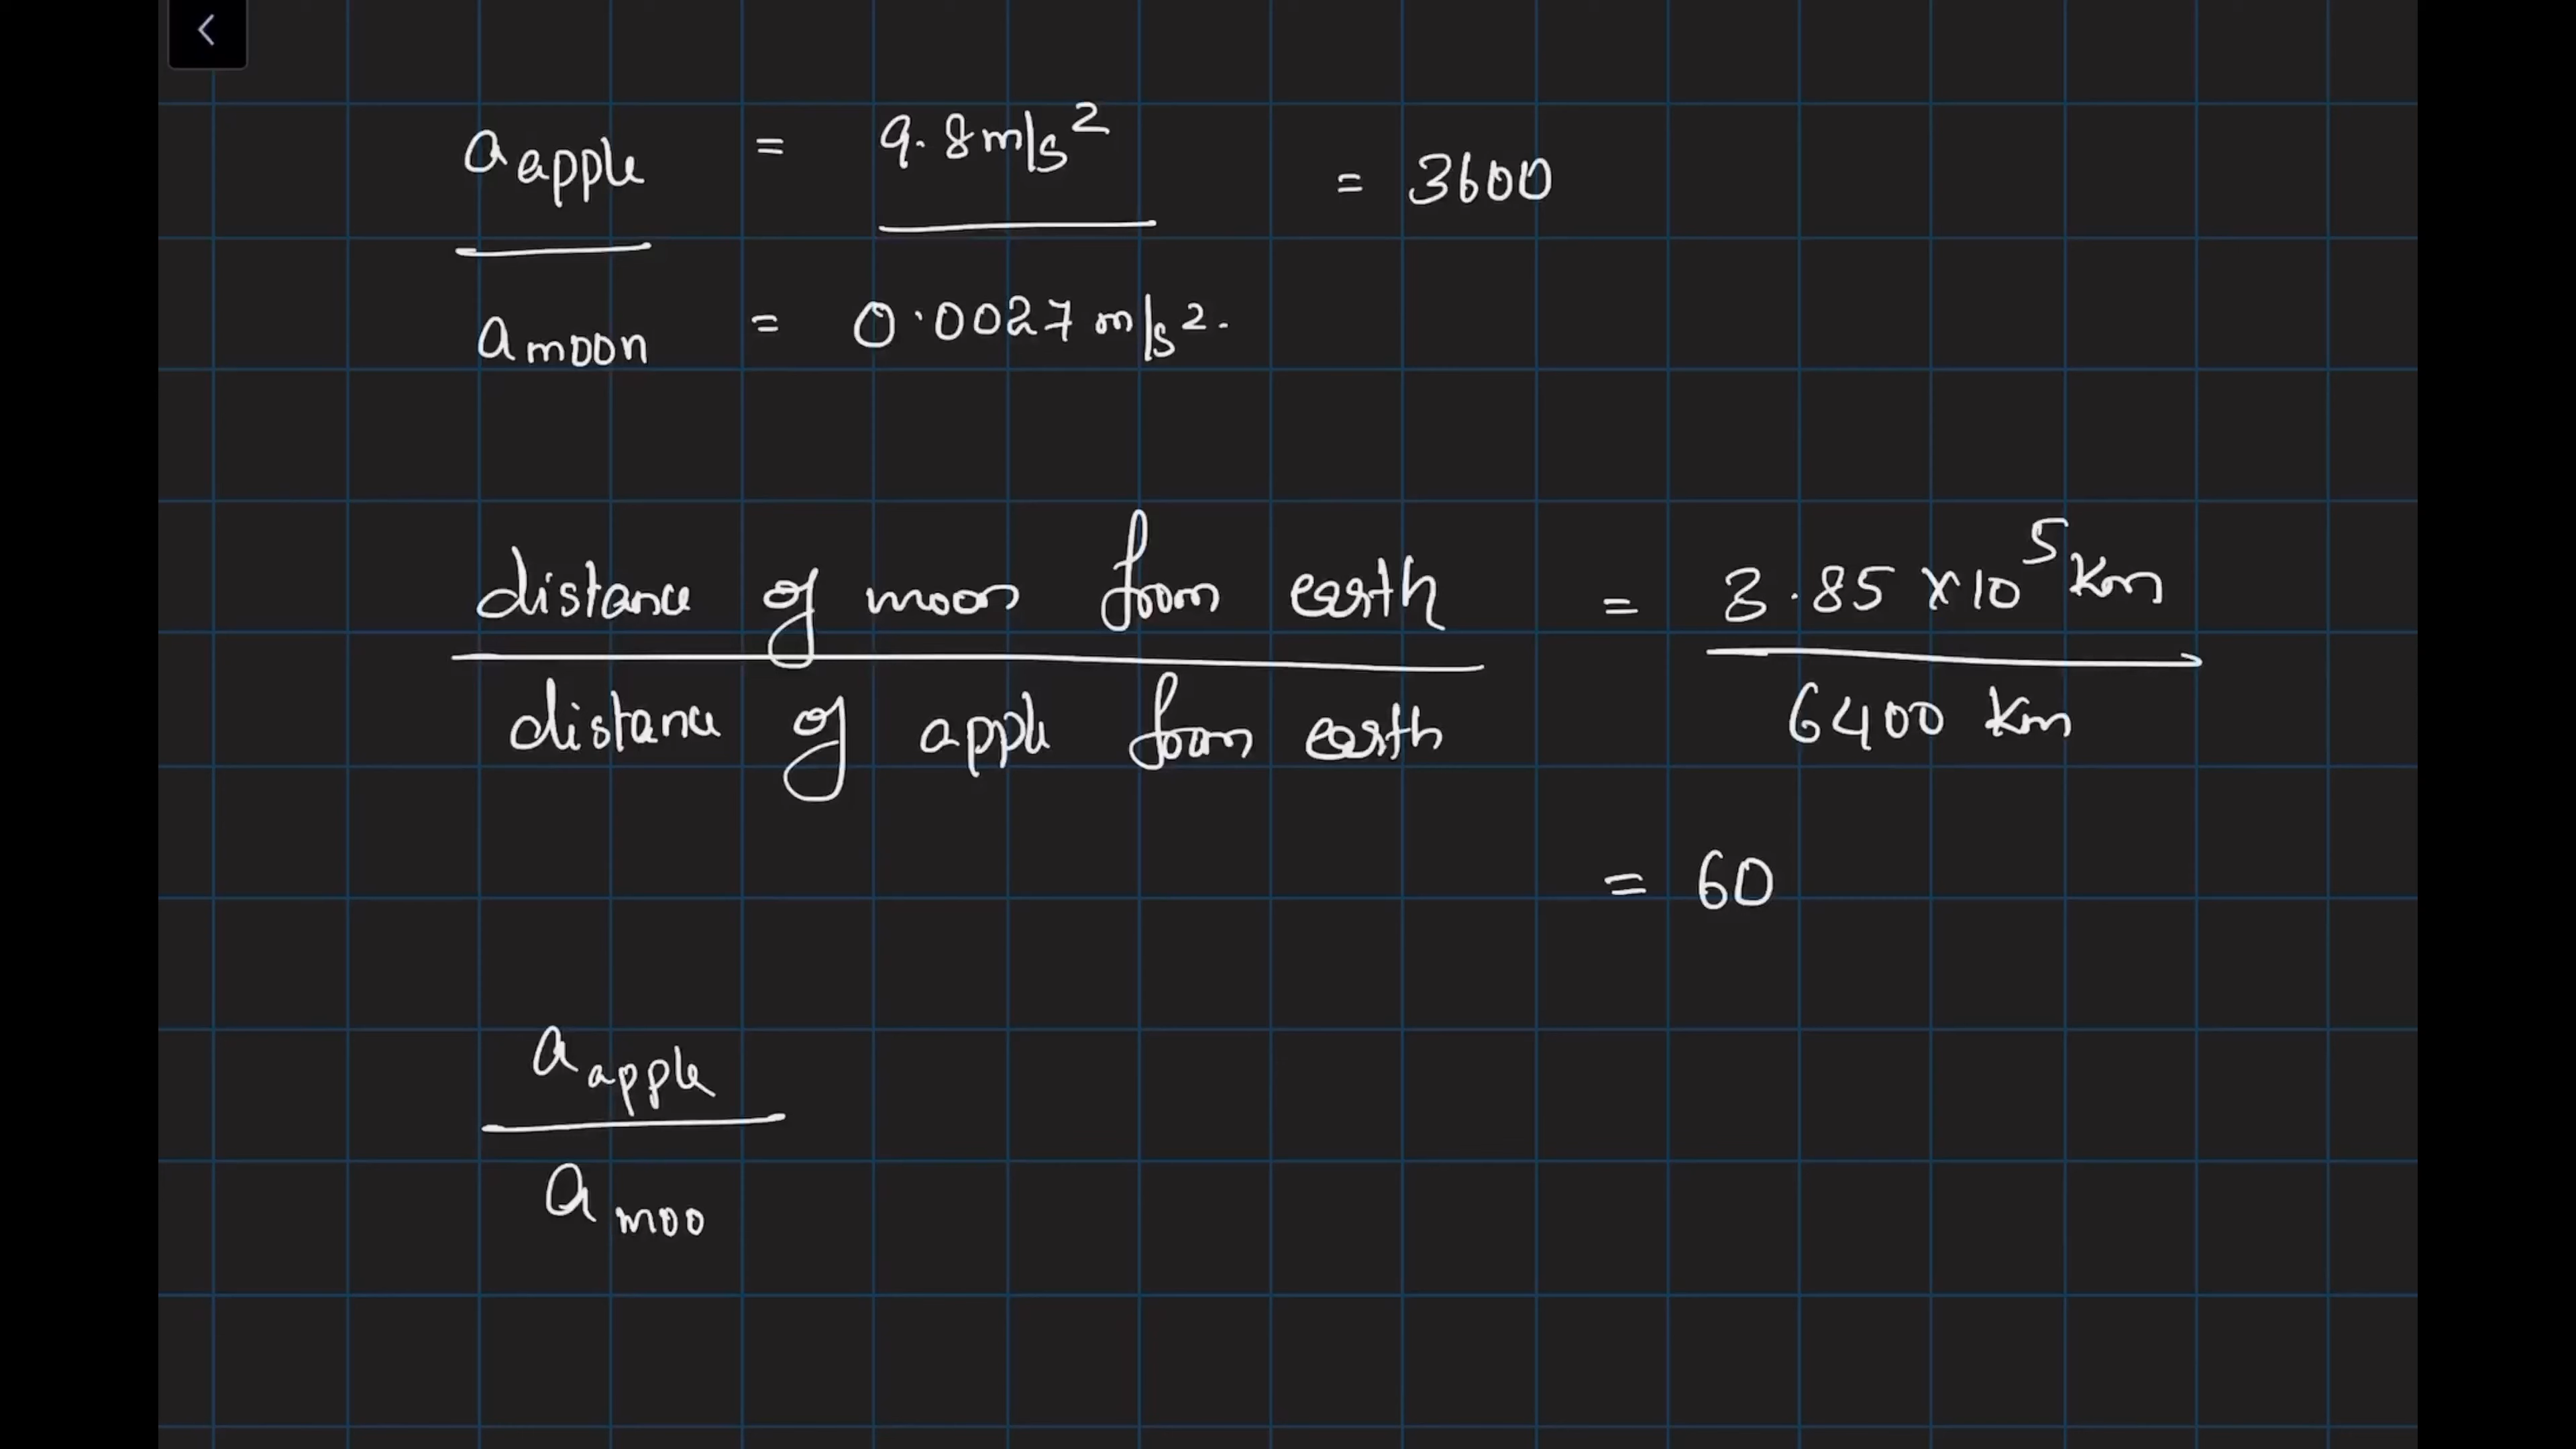 a apple = 9.8 m/s² = 3600
a moon = 0.0027 m/s².
distance of moon from earth = 3.85 × 10⁵ Km
distance of apple from earth 6400 Km
= 60
a apple
a moo